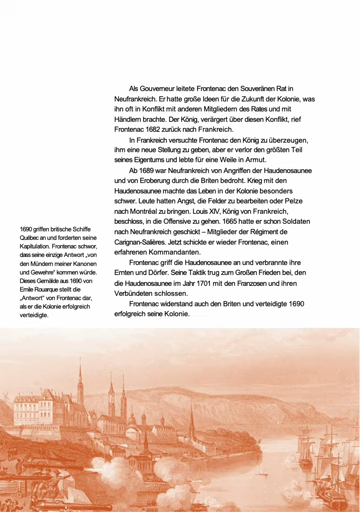 Als Gouverneur leitete Frontenac den Souveränen Rat in
Neufrankreich. Er hatte große Ideen für die Zukunft der Kolonie, was
ihn oft in Konflikt mit anderen Mitgliedern des Rates und mit
Händlern brachte. Der König, verärgert über diesen Konflikt, rief
Frontenac 1682 zurück nach Frankreich.
In Frankreich versuchte Frontenac den König zu überzeugen,
ihm eine neue Stellung zu geben, aber er verlor den größten Teil
seines Eigentums und lebte für eine Weile in Armut.
Ab 1689 war Neufrankreich von Angriffen der Haudenosaunee
und von Eroberung durch die Briten bedroht. Krieg mit den
Haudenosaunee machte das Leben in der Kolonie besonders
schwer. Leute hatten Angst, die Felder zu bearbeiten oder Pelze
nach Montréal zu bringen. Louis XIV, König von Frankreich,
beschloss, in die Offensive zu gehen. 1665 hatte er schon Soldaten
nach Neufrankreich geschickt – Mitglieder der Régiment de
Carignan-Salières. Jetzt schickte er wieder Frontenac, einen
erfahrenen Kommandanten.
Frontenac griff die Haudenosaunee an und verbrannte ihre
Ernten und Dörfer. Seine Taktik trug zum Großen Frieden bei, den
die Haudenosaunee im Jahr 1701 mit den Franzosen und ihren
Verbündeten schlossen.
Frontenac widerstand auch den Briten und verteidigte 1690
erfolgreich seine Kolonie.
1690 griffen britische Schiffe
Québec an und forderten seine
Kapitulation. Frontenac schwor,
dass seine einzige Antwort „von
den Mündern meiner Kanonen
und Gewehre“ kommen würde.
Dieses Gemälde aus 1690 von
Emile Rouarque stellt die
„Antwort“ von Frontenac dar,
als er die Kolonie erfolgreich
verteidigte.